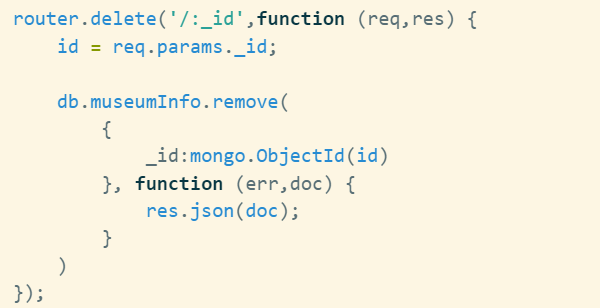 router.delete('/:_id',function (req,res) {
    id = req.params._id;

    db.museumInfo.remove(
        {
            _id:mongo.ObjectId(id)
        }, function (err,doc) {
            res.json(doc);
        }
    )
});